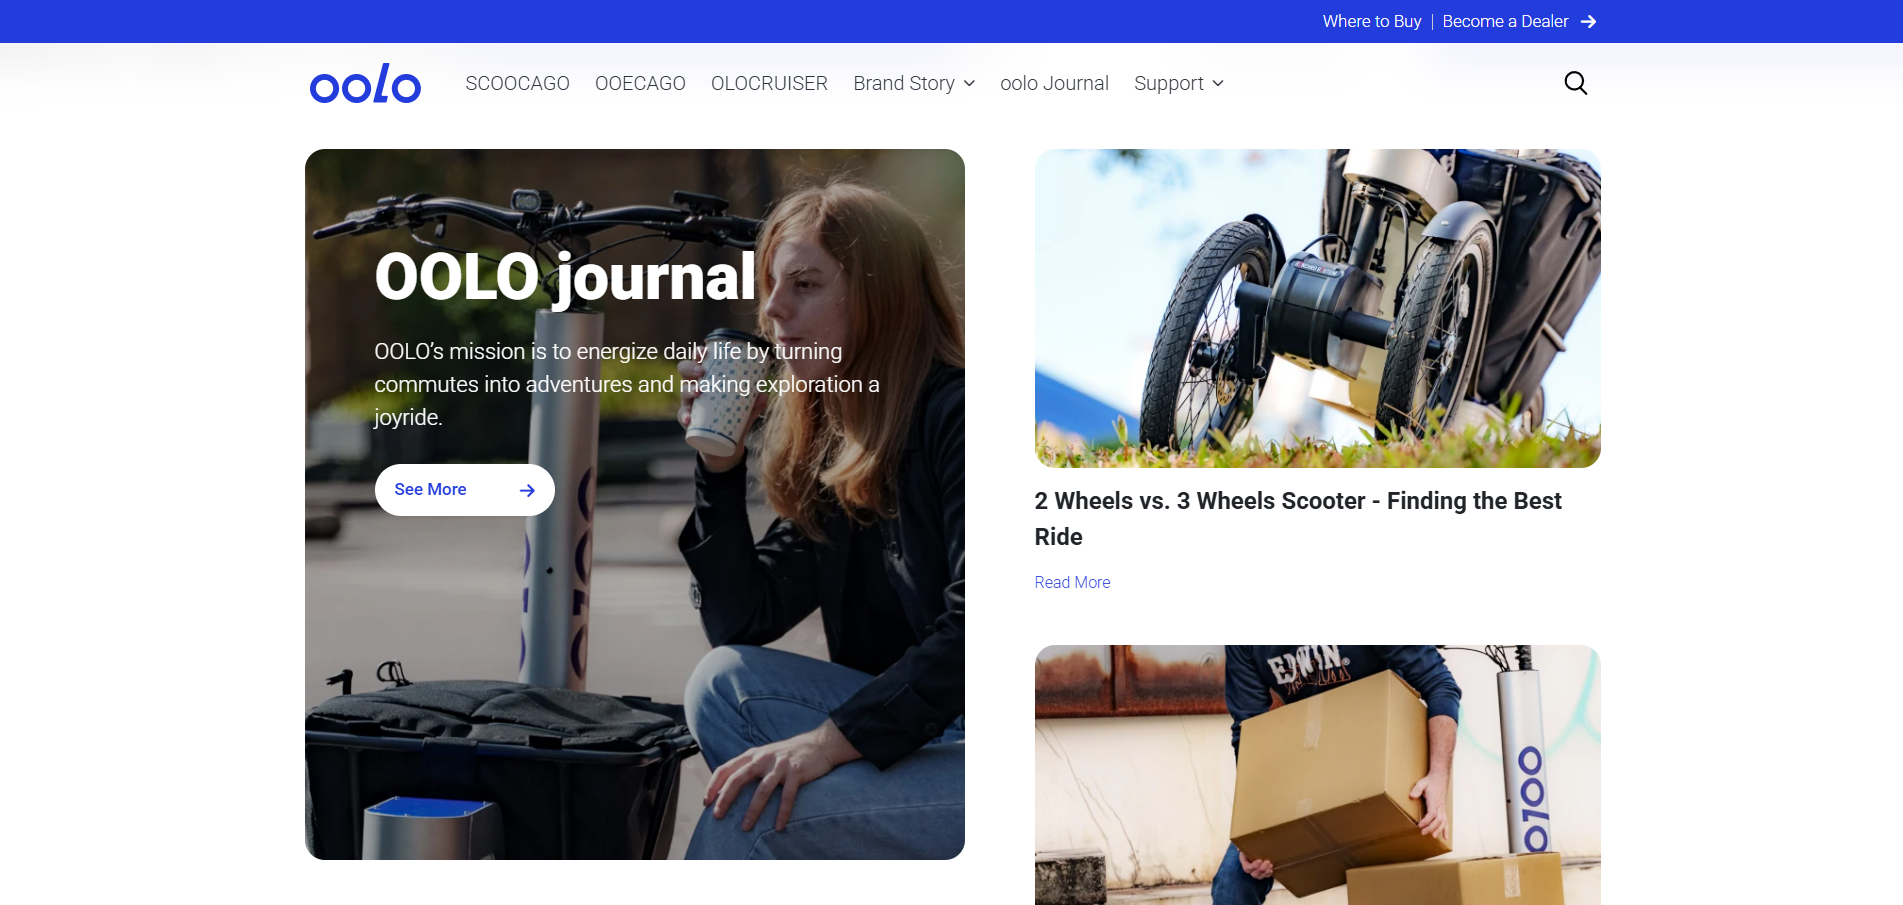 Where to Buy | Become a Dealer
oolo
SCOOCAGO OOECAGO OLOCRUISER Brand Story oolo Journal Support
OOLO journal
OOLO's mission is to energize daily life by turning
commutes into adventures and making exploration a
joyride.
See More
2 Wheels vs. 3 Wheels Scooter - Finding the Best
Ride
Read More
EDWIN®
oolo